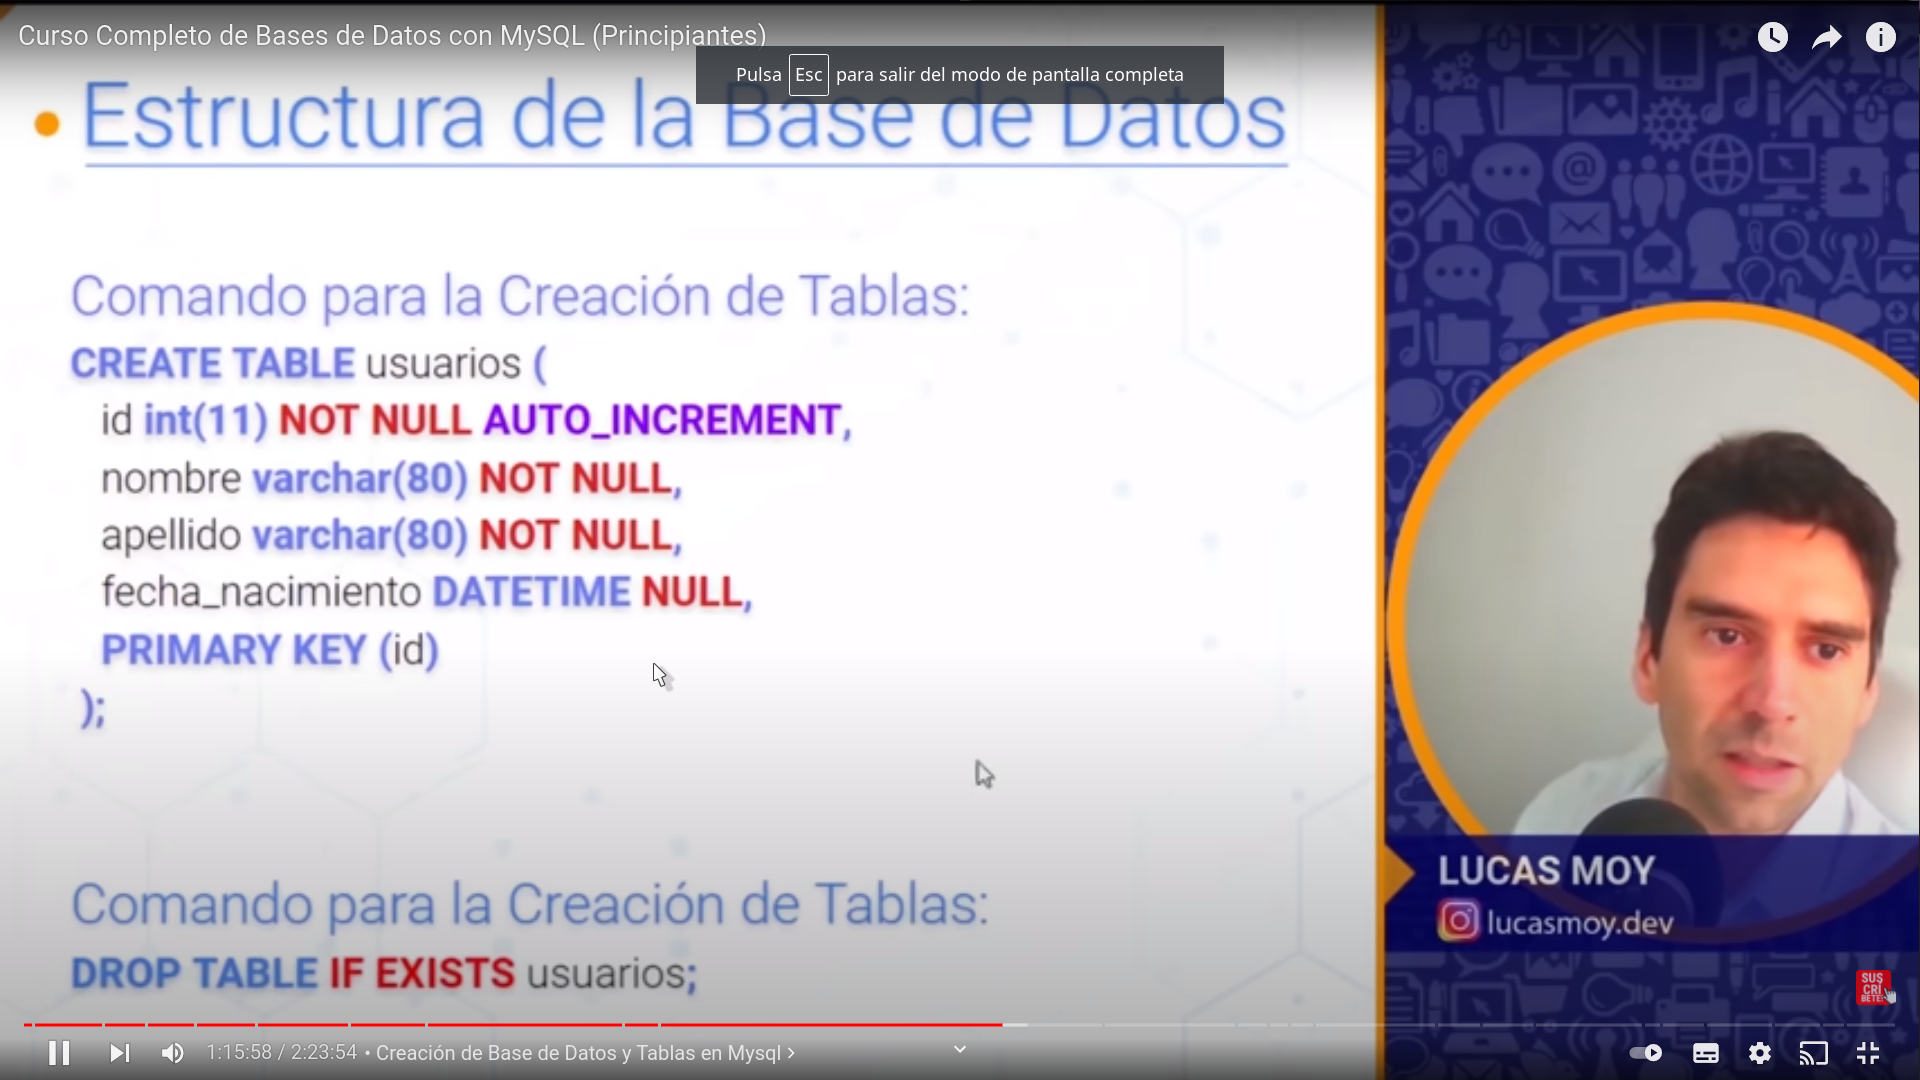 Curso Completo de Bases de Datos con MySQL (Principiantes)
Pulsa Esc para salir del modo de pantalla completa
Estructura de la Base de Datos
Comando para la Creación de Tablas:
CREATE TABLE usuarios (
id int(11) NOT NULL AUTO_INCREMENT,
nombre varchar(80) NOT NULL,
apellido varchar(80) NOT NULL,
fecha_nacimiento DATETIME NULL,
PRIMARY KEY (id)
);
Comando para la Creación de Tablas:
DROP TABLE IF EXISTS usuarios;
LUCAS MOY
lucasmoy.dev
SUS
CRÍ
BETE
1:15:58 / 2:23:54 • Creación de Base de Datos y Tablas en Mysql ›